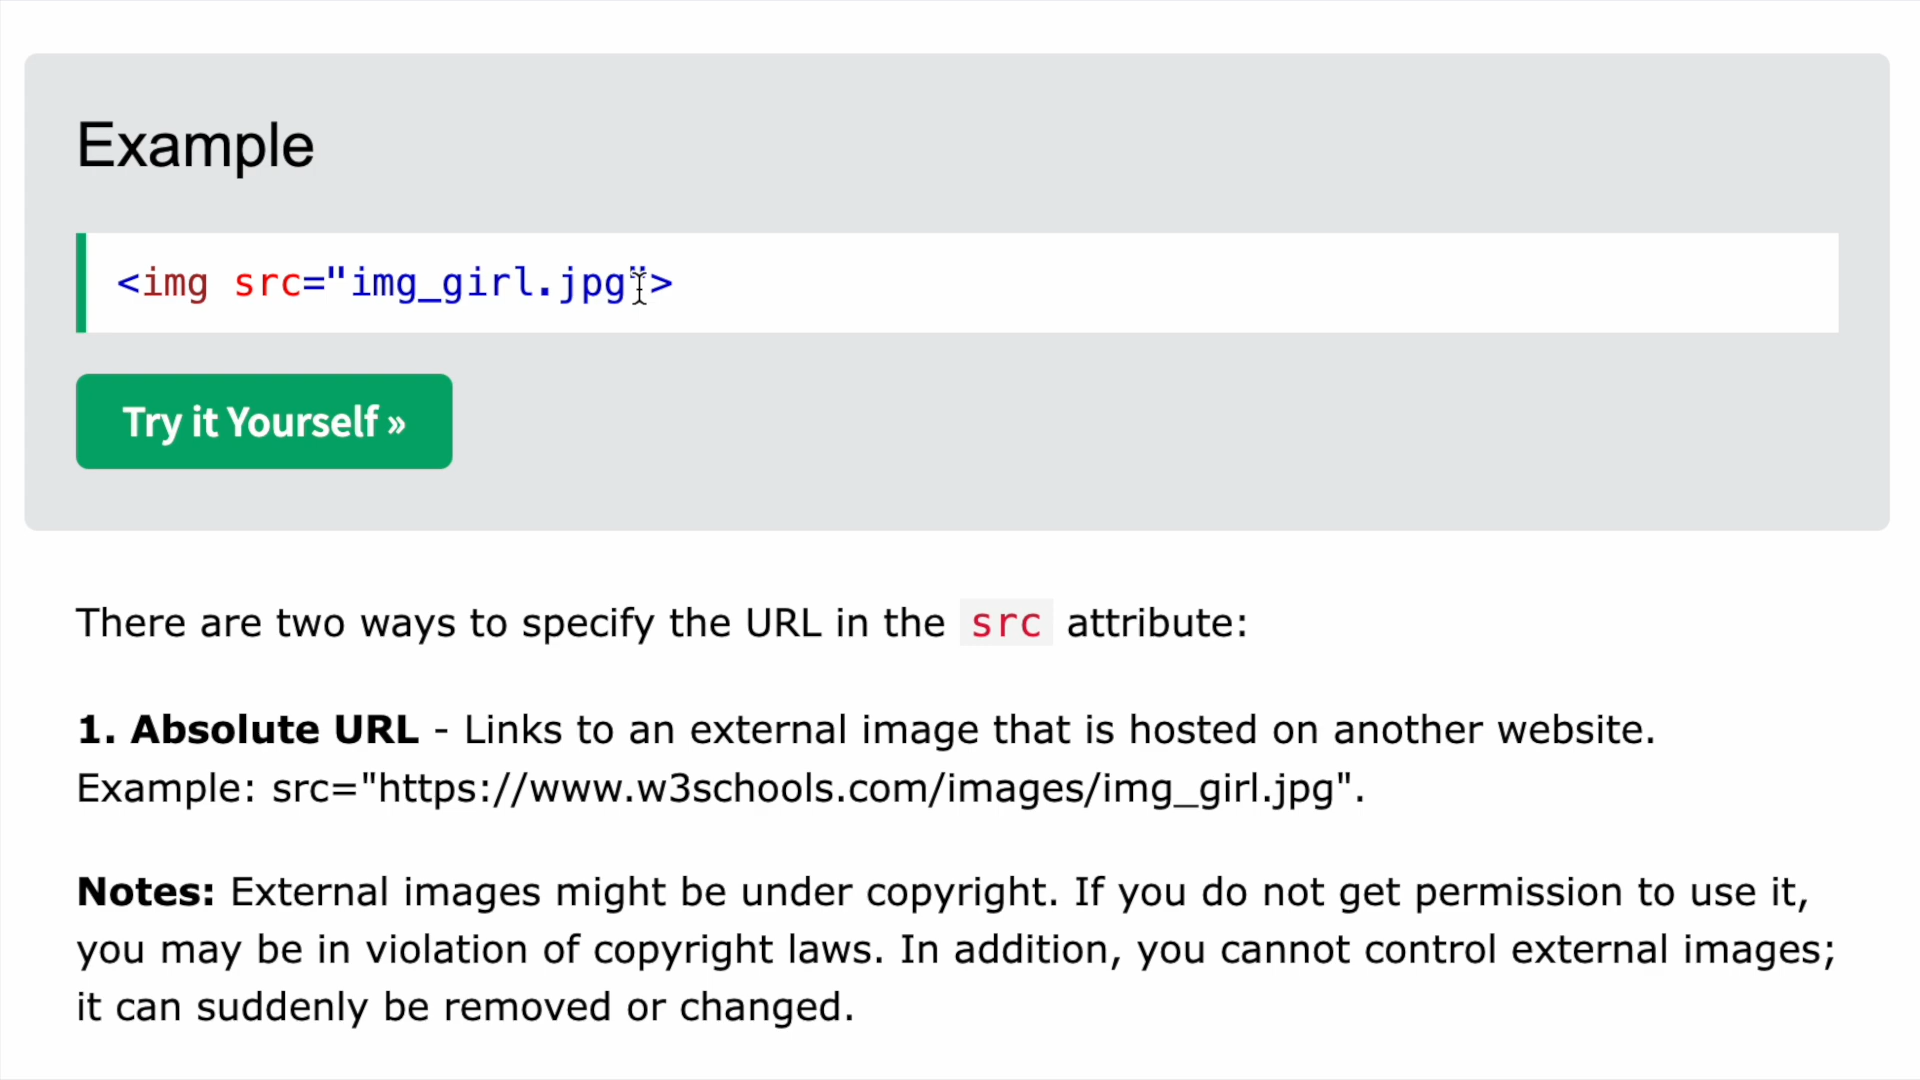 Example
<img src="img_girl.jpg">
Try it Yourself »
There are two ways to specify the URL in the src attribute:
1. Absolute URL - Links to an external image that is hosted on another website.
Example: src="https://www.w3schools.com/images/img_girl.jpg".
Notes: External images might be under copyright. If you do not get permission to use it,
you may be in violation of copyright laws. In addition, you cannot control external images;
it can suddenly be removed or changed.